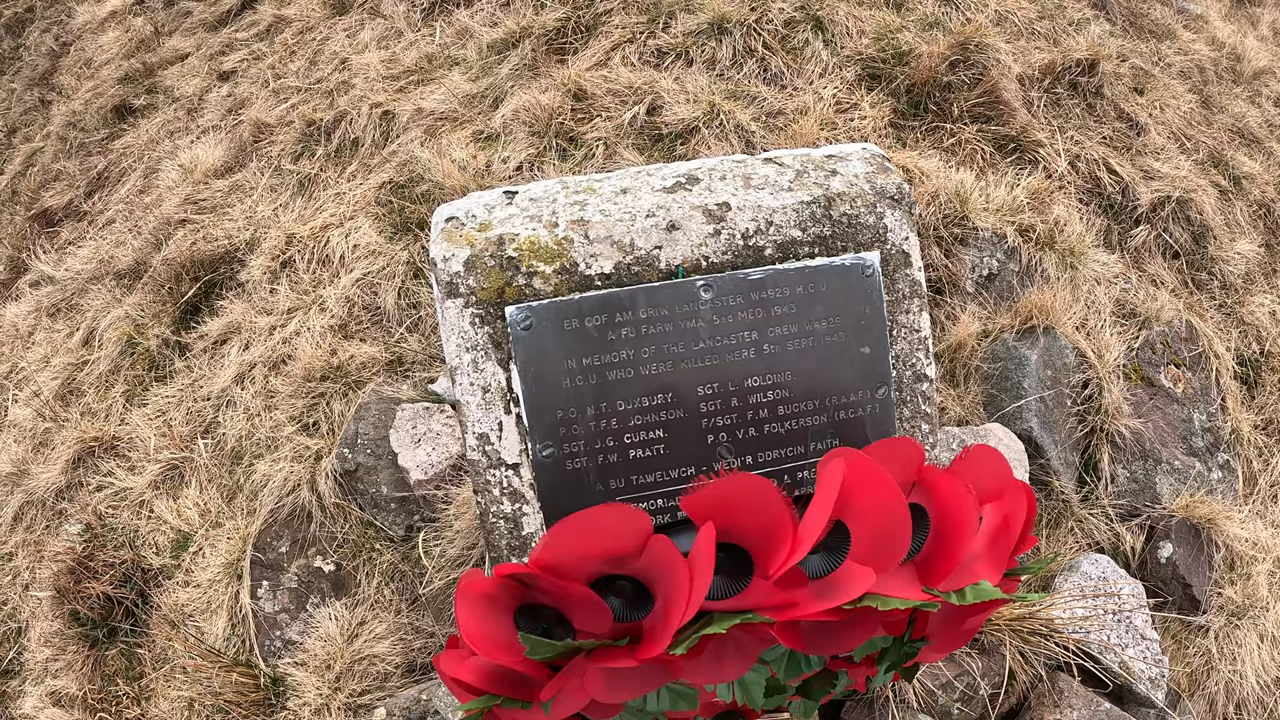 ER COF AM GRIW LANCASTER W4929 H.C.U
A FU FARW YMA, 5ed MEDI 1943
IN MEMORY OF THE LANCASTER CREW W4929
H.C.U. WHO WERE KILLED HERE 5TH SEPT. 1943.
P.O. N.T. DUXBURY. SGT. L. HOLDING.
P.O. T.F.E. JOHNSON. SGT. R. WILSON.
SGT. J.G. CURAN. F/SGT. F.M. BUCKBY. (R.A.A.F.)
SGT. F.W. PRATT. P.O. V.R. FOLKERSON. (R.C.A.F.)
A BU TAWELWCH - WEDI'R DDRYCIN FAITH.